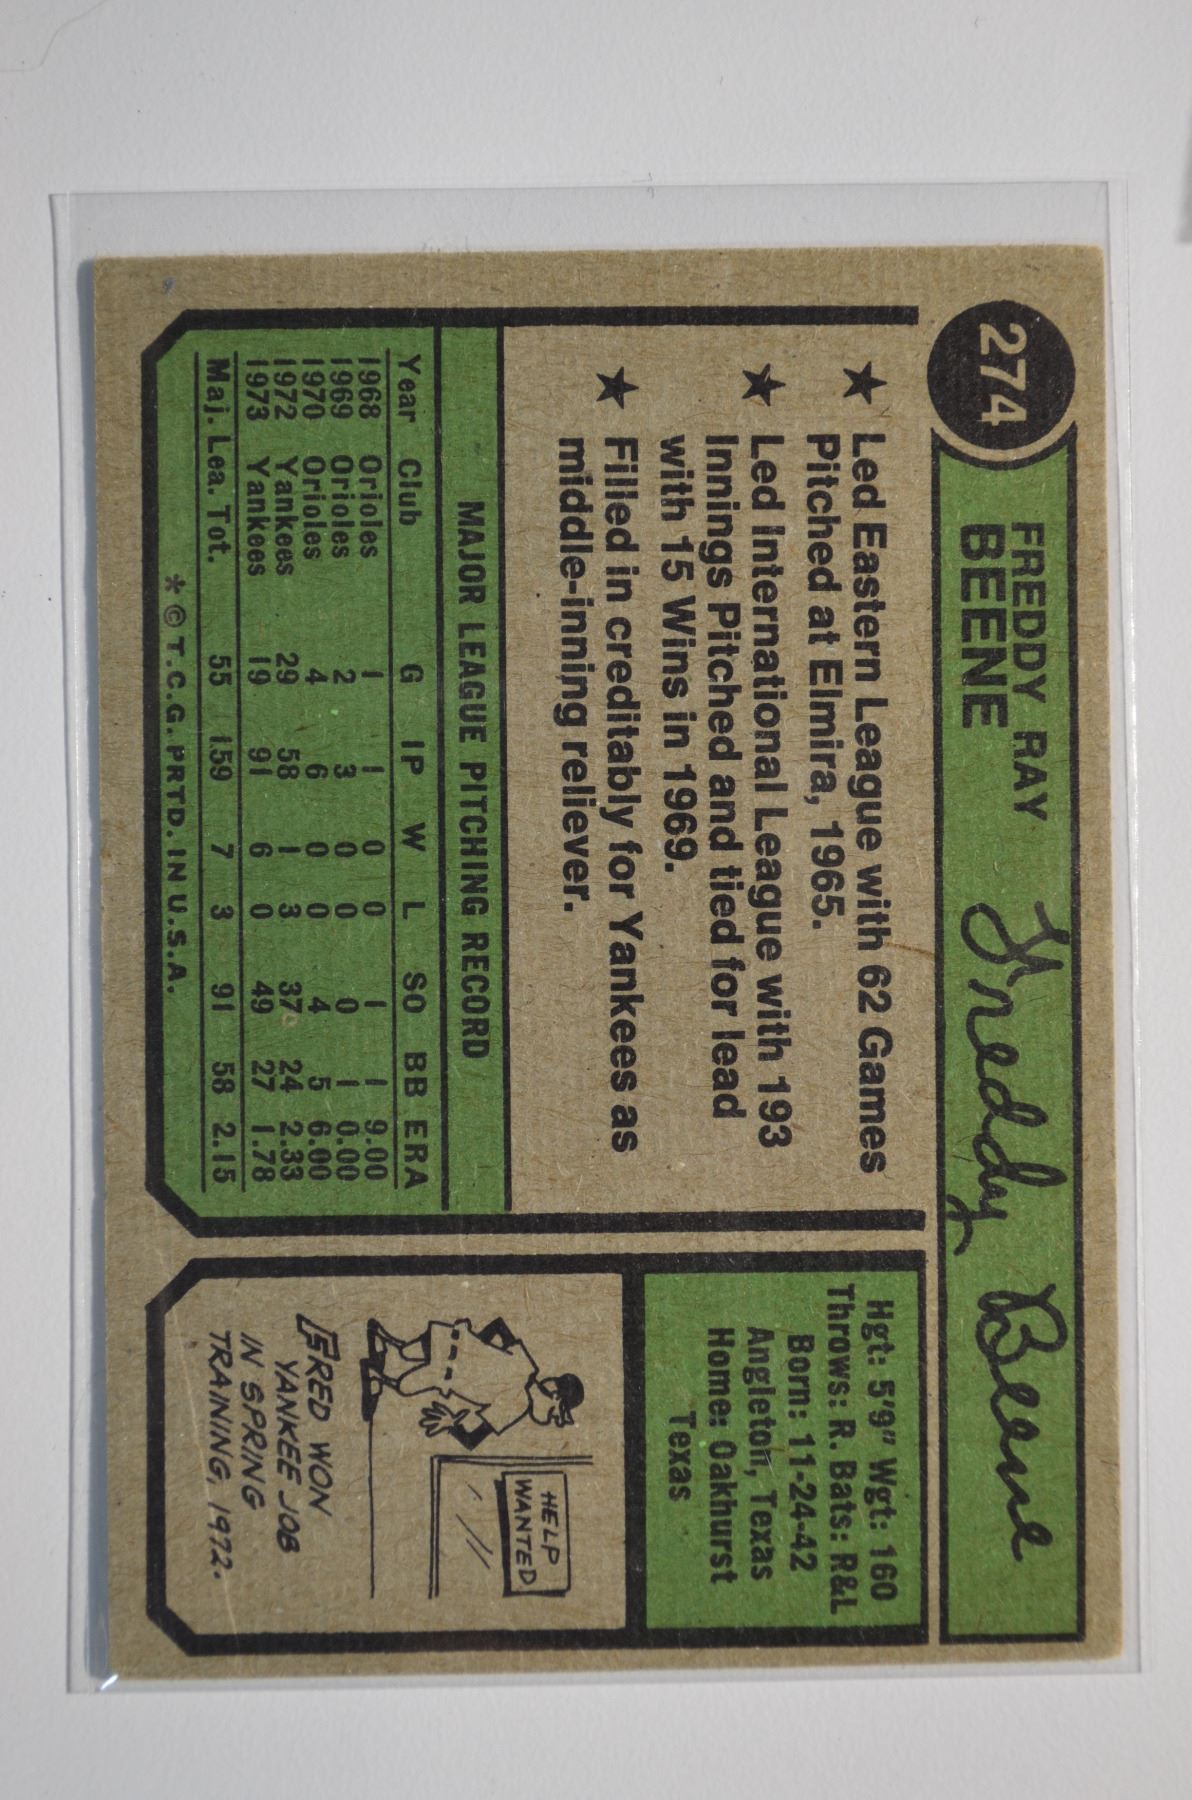 274
FREDDY RAY
BEENE
Freddy Beene
★ Led Eastern League with 62 Games
Pitched at Elmira, 1965.
★ Led International League with 193
Innings Pitched and tied for lead
with 15 Wins in 1969.
★ Filled in creditably for Yankees as
middle-inning reliever.
MAJOR LEAGUE PITCHING RECORD
Year Club G IP W L SO BB ERA
1968 Orioles 1 1 0 0 1 1 9.00
1969 Orioles 2 3 0 0 0 1 0.00
1970 Orioles 4 6 0 0 4 5 6.00
1972 Yankees 29 58 1 3 37 24 2.33
1973 Yankees 19 91 6 0 49 27 1.78
Maj. Lea. Tot. 55 159 7 3 91 58 2.15
* © T.C.G. PRTD. IN U.S.A.
Hgt: 5'9" Wgt: 160
Throws: R. Bats: R&L
Born: 11-24-42
Angleton, Texas
Home: Oakhurst
Texas
HELP
WANTED
FRED WON
YANKEE JOB
IN SPRING
TRAINING, 1972.